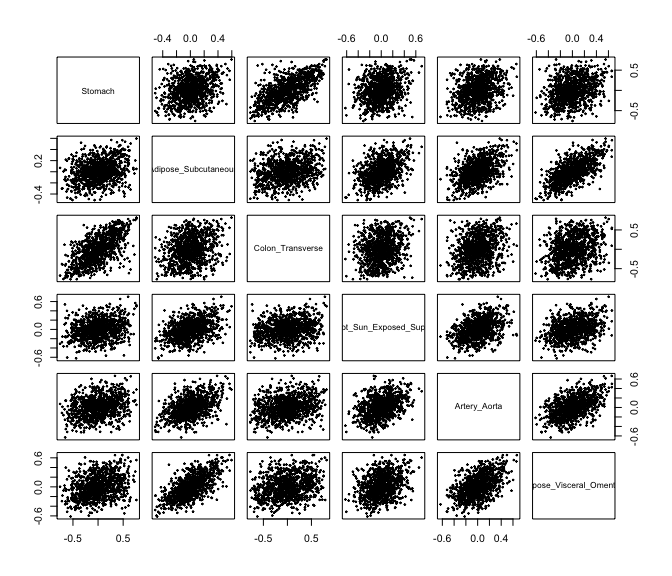 -0.4 0.0 0.4 -0.6 0.0 0.6 -0.6 0.0 0.4
Stomach
-0.5 0.5
-0.4 0.2
dipose_Subcutaneou
Colon_Transverse
-0.5 0.5
-0.6 0.0 0.6
ot_Sun_Exposed_Sup
Artery_Aorta
-0.6 0.0 0.6
-0.6 0.0 0.6
pose_Visceral_Oment
-0.5 0.5 -0.5 0.5 -0.6 0.0 0.4